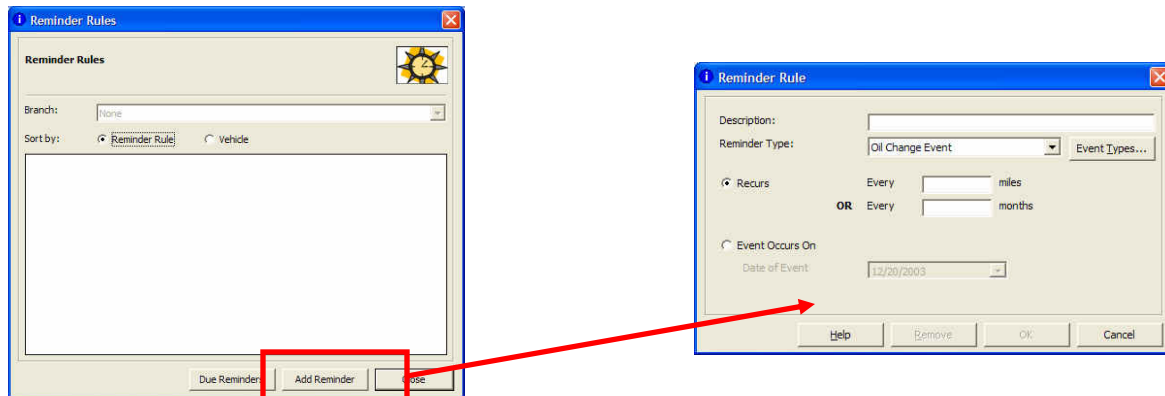 Reminder Rules
Reminder Rules
Branch: None
Sort by: Reminder Rule Vehicle
Due Reminders Add Reminder Close
Reminder Rule
Description:
Reminder Type: Oil Change Event Event Types...
Recurs Every miles
OR Every months
Event Occurs On
Date of Event 12/20/2003
Help Remove OK Cancel